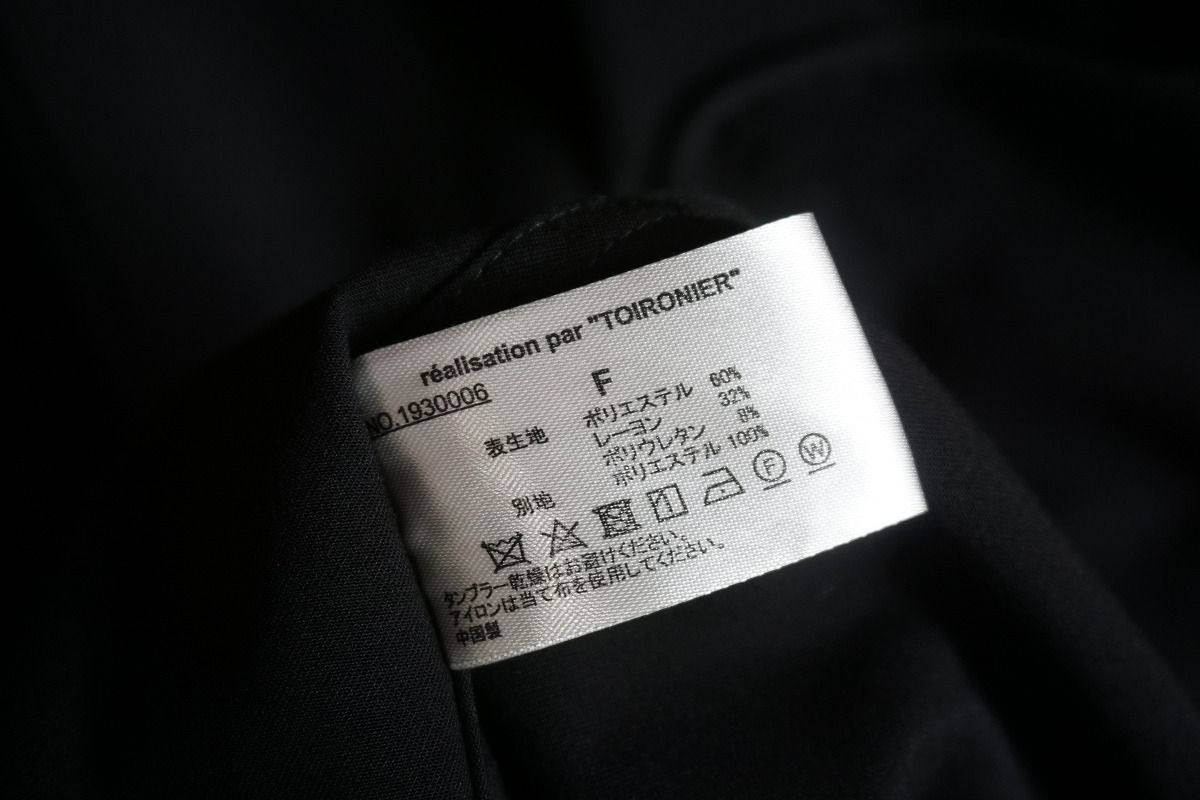 réalisation par "TOIRONIER"
NO.1930006
F
表生地 ポリエステル 60%
レーヨン 32%
ポリウレタン 8%
別地 ポリエステル 100%
F W
タンブラー乾燥はお避けください。
アイロンは当て布を使用してください。
中国製